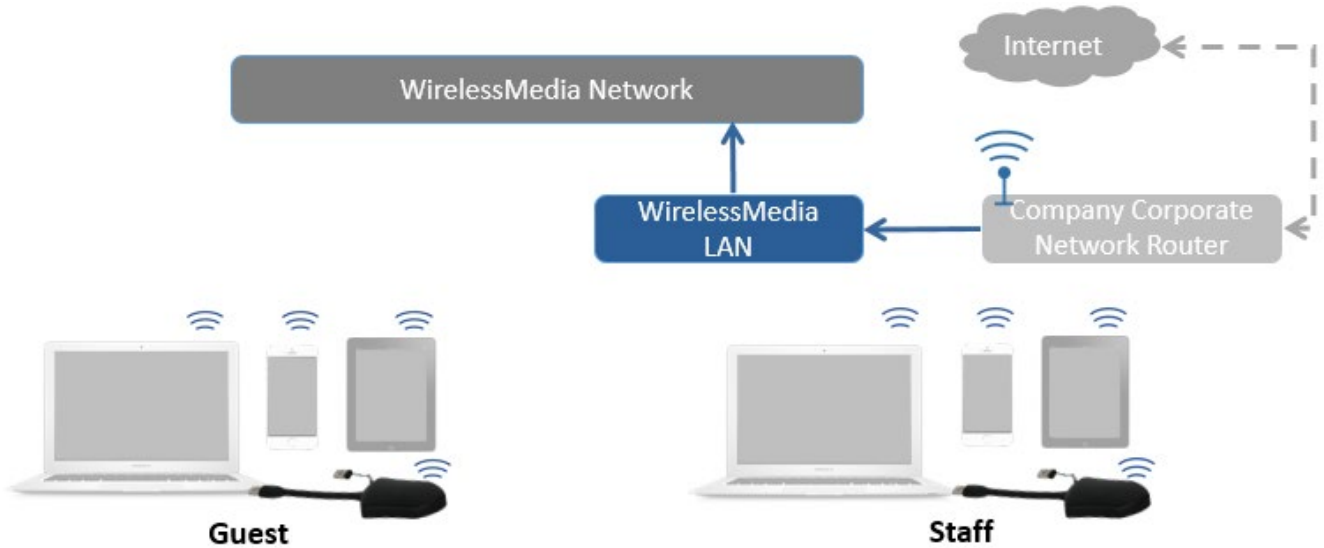 Internet
WirelessMedia Network
WirelessMedia
LAN
Company Corporate
Network Router
Guest
Staff